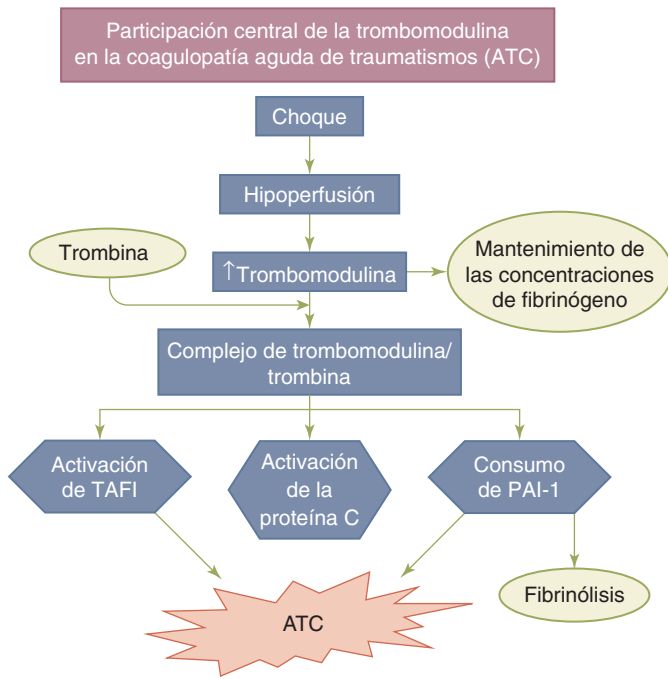 Participación central de la trombomodulina
en la coagulopatía aguda de traumatismos (ATC)
Choque
Hipoperfusión
Trombina
↑Trombomodulina
Mantenimiento de
las concentraciones
de fibrinógeno
Complejo de trombomodulina/
trombina
Activación
de TAFI
Activación
de la
proteína C
Consumo
de PAI-1
Fibrinólisis
ATC